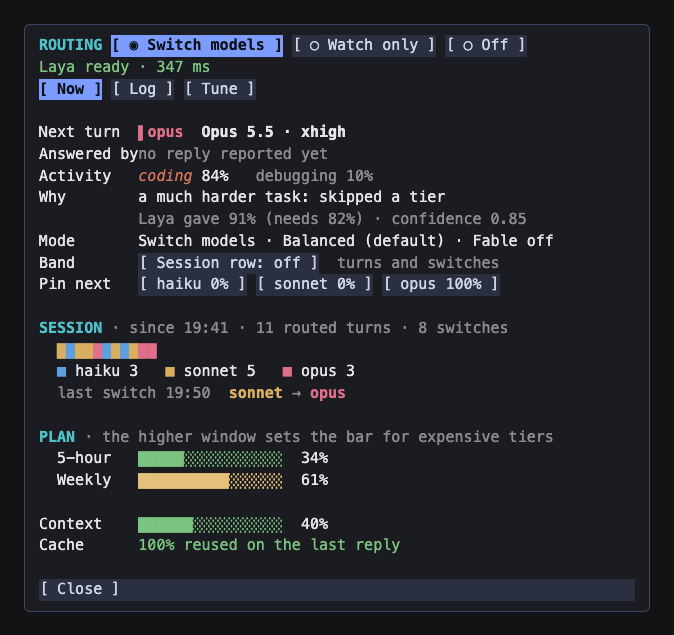 ROUTING [ ◉ Switch models ] [ ○ Watch only ] [ ○ Off ]
Laya ready · 347 ms
[ Now ] [ Log ] [ Tune ]
Next turn opus Opus 5.5 · xhigh
Answered byno reply reported yet
Activity coding 84% debugging 10%
Why a much harder task: skipped a tier
Laya gave 91% (needs 82%) · confidence 0.85
Mode Switch models · Balanced (default) · Fable off
Band [ Session row: off ] turns and switches
Pin next [ haiku 0% ] [ sonnet 0% ] [ opus 100% ]
SESSION · since 19:41 · 11 routed turns · 8 switches
haiku 3 sonnet 5 opus 3
last switch 19:50 sonnet → opus
PLAN · the higher window sets the bar for expensive tiers
5-hour 34%
Weekly 61%
Context 40%
Cache 100% reused on the last reply
[ Close ]